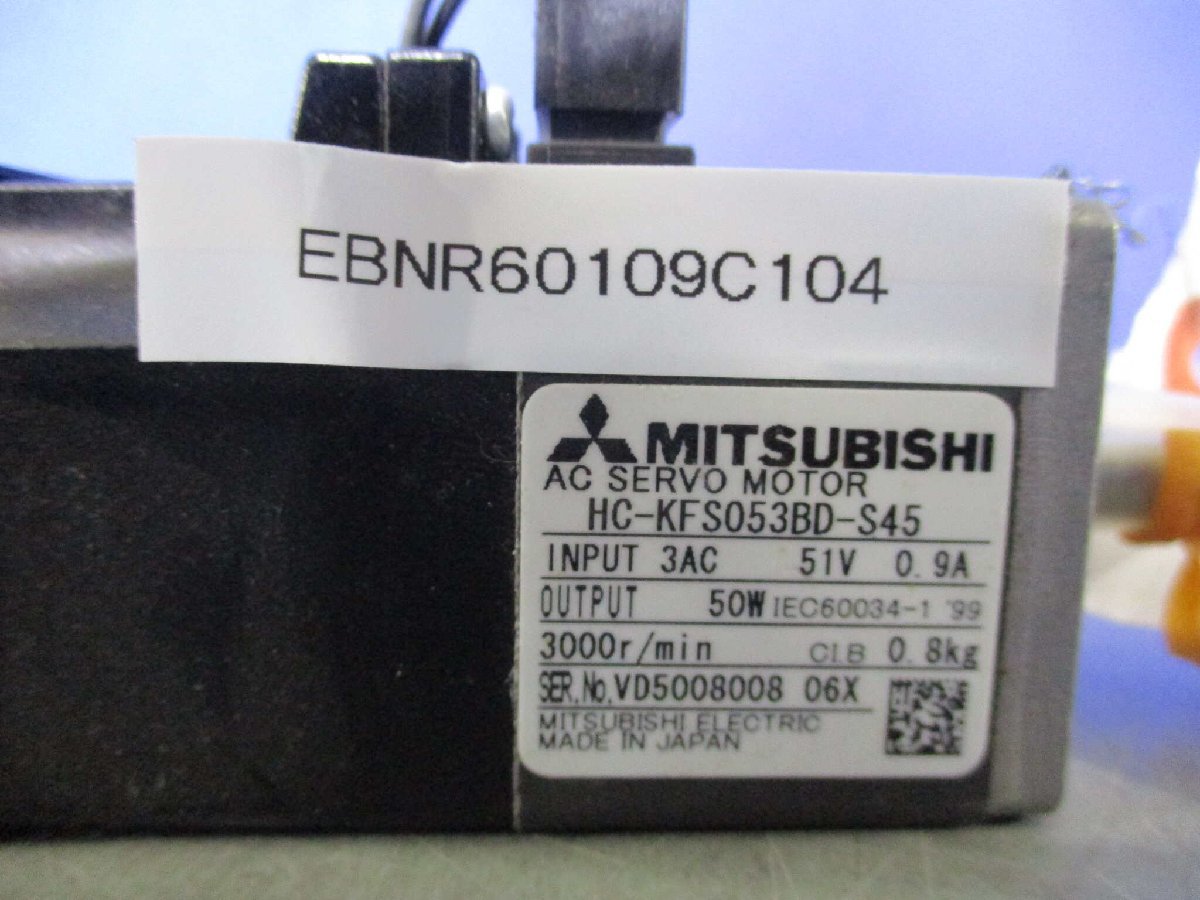 EBNR60109C104
MITSUBISHI
AC SERVO MOTOR
HC-KFS053BD-S45
INPUT 3AC 51V 0.9A
OUTPUT 50W IEC60034-1 '99
3000r/min CI.B 0.8kg
SER.No.VD5008008 06X
MITSUBISHI ELECTRIC
MADE IN JAPAN